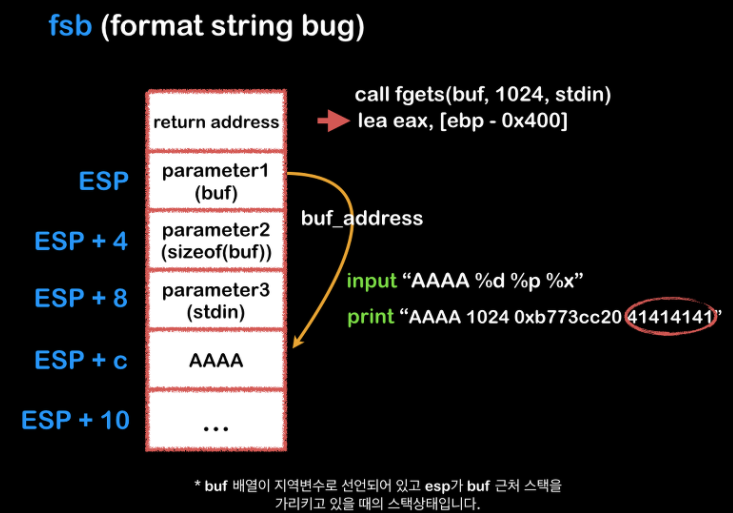 fsb (format string bug)
call fgets(buf, 1024, stdin)
return address
lea eax, [ebp - 0x400]
ESP
parameter1
(buf)
buf_address
ESP + 4
parameter2
(sizeof(buf))
input “AAAA %d %p %x”
ESP + 8
parameter3
(stdin)
print “AAAA 1024 0xb773cc20 41414141”
ESP + c
AAAA
ESP + 10
...
* buf 배열이 지역변수로 선언되어 있고 esp가 buf 근처 스택을
가리키고 있을 때의 스택상태입니다.